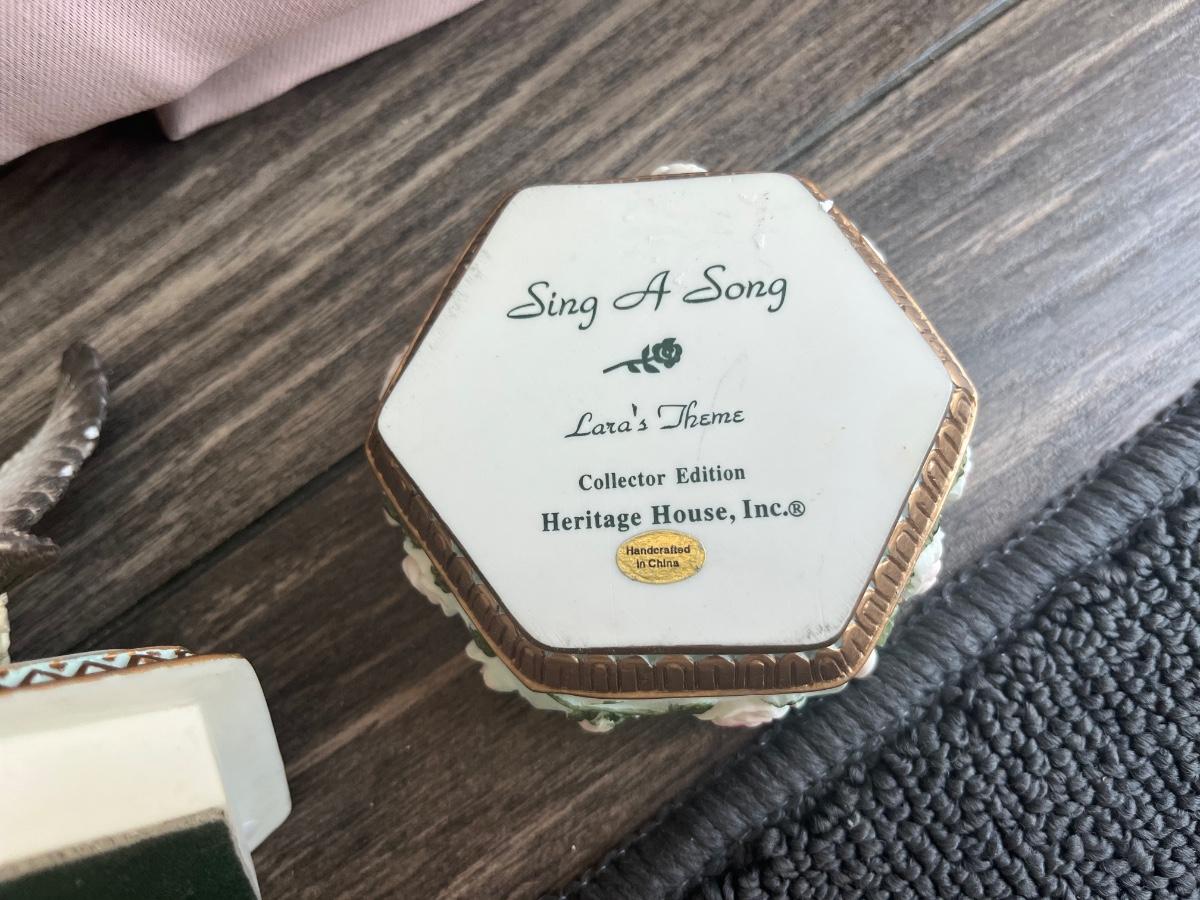 Sing A Song
Lara's Theme
Collector Edition
Heritage House, Inc.®
Handcrafted
in China